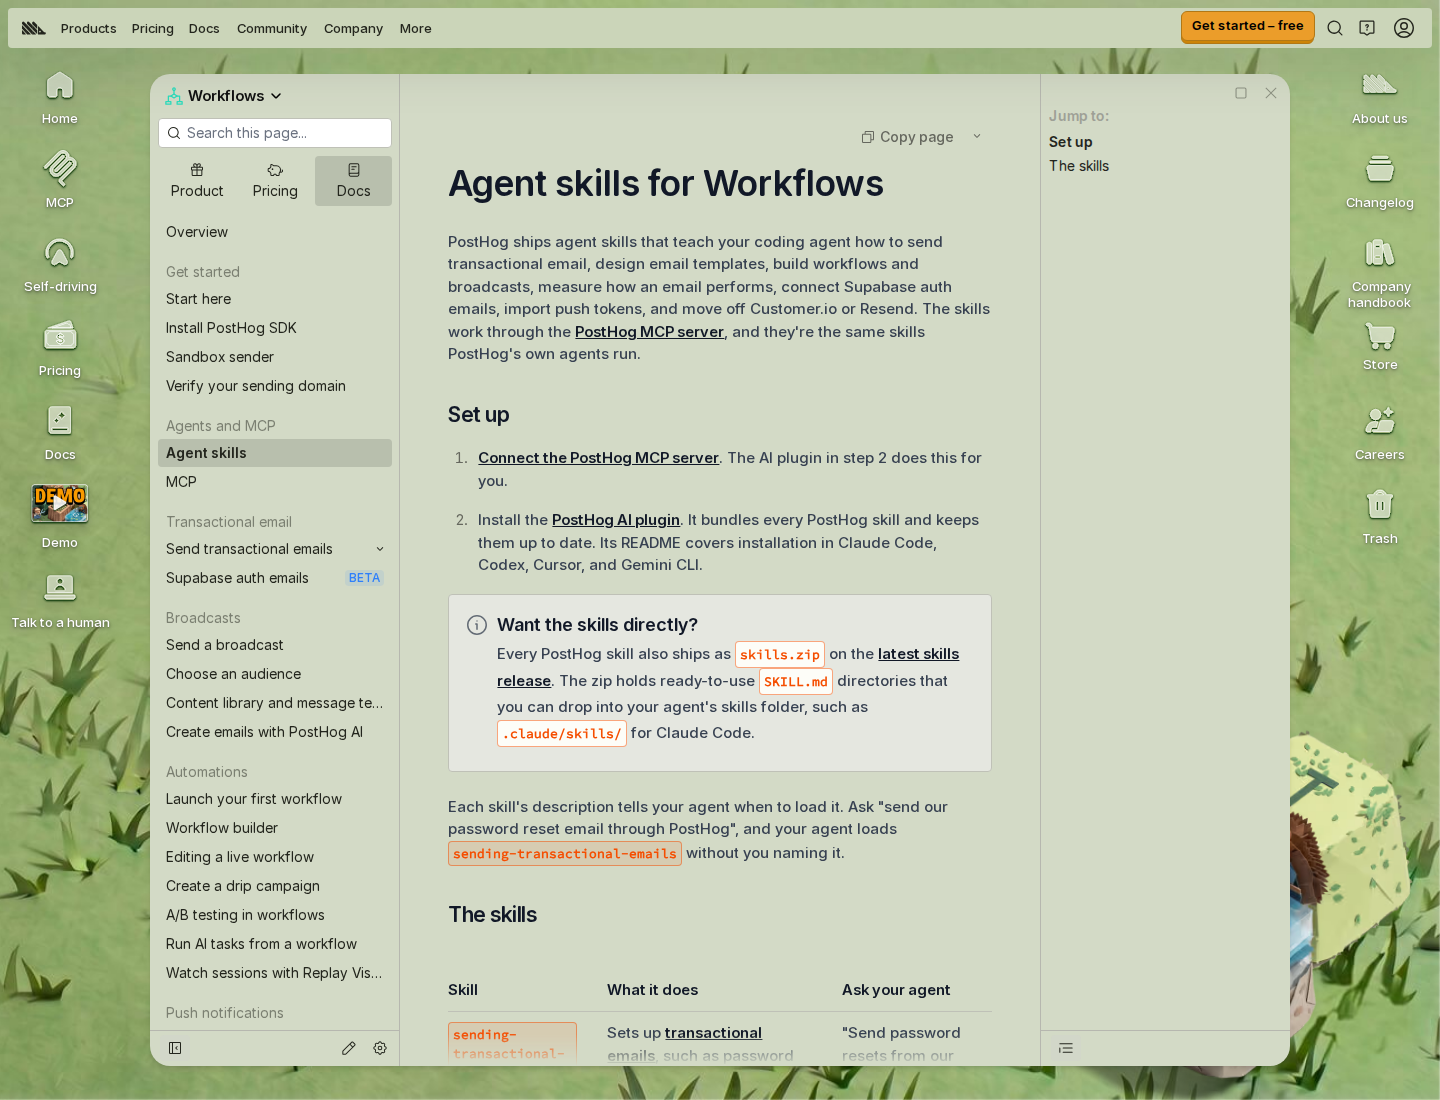 Products Pricing Docs Community Company More
Get started – free
Home
MCP
Self-driving
Pricing
Docs
DEMO
Demo
Talk to a human
Workflows
Search this page...
Product Pricing Docs
Overview
Get started
Start here
Install PostHog SDK
Sandbox sender
Verify your sending domain
Agents and MCP
Agent skills
MCP
Transactional email
Send transactional emails
Supabase auth emails BETA
Broadcasts
Send a broadcast
Choose an audience
Content library and message te...
Create emails with PostHog AI
Automations
Launch your first workflow
Workflow builder
Editing a live workflow
Create a drip campaign
A/B testing in workflows
Run AI tasks from a workflow
Watch sessions with Replay Vis...
Push notifications
Copy page
Agent skills for Workflows
PostHog ships agent skills that teach your coding agent how to send
transactional email, design email templates, build workflows and
broadcasts, measure how an email performs, connect Supabase auth
emails, import push tokens, and move off Customer.io or Resend. The skills
work through the PostHog MCP server, and they're the same skills
PostHog's own agents run.
Set up
1. Connect the PostHog MCP server. The AI plugin in step 2 does this for
you.
2. Install the PostHog AI plugin. It bundles every PostHog skill and keeps
them up to date. Its README covers installation in Claude Code,
Codex, Cursor, and Gemini CLI.
Want the skills directly?
Every PostHog skill also ships as skills.zip on the latest skills
release. The zip holds ready-to-use SKILL.md directories that
you can drop into your agent's skills folder, such as
.claude/skills/ for Claude Code.
Each skill's description tells your agent when to load it. Ask "send our
password reset email through PostHog", and your agent loads
sending-transactional-emails without you naming it.
The skills
Skill What it does Ask your agent
sending-
transactional-
Sets up transactional
emails, such as password
"Send password
resets from our
Jump to:
Set up
The skills
About us
Changelog
Company
handbook
Store
Careers
Trash